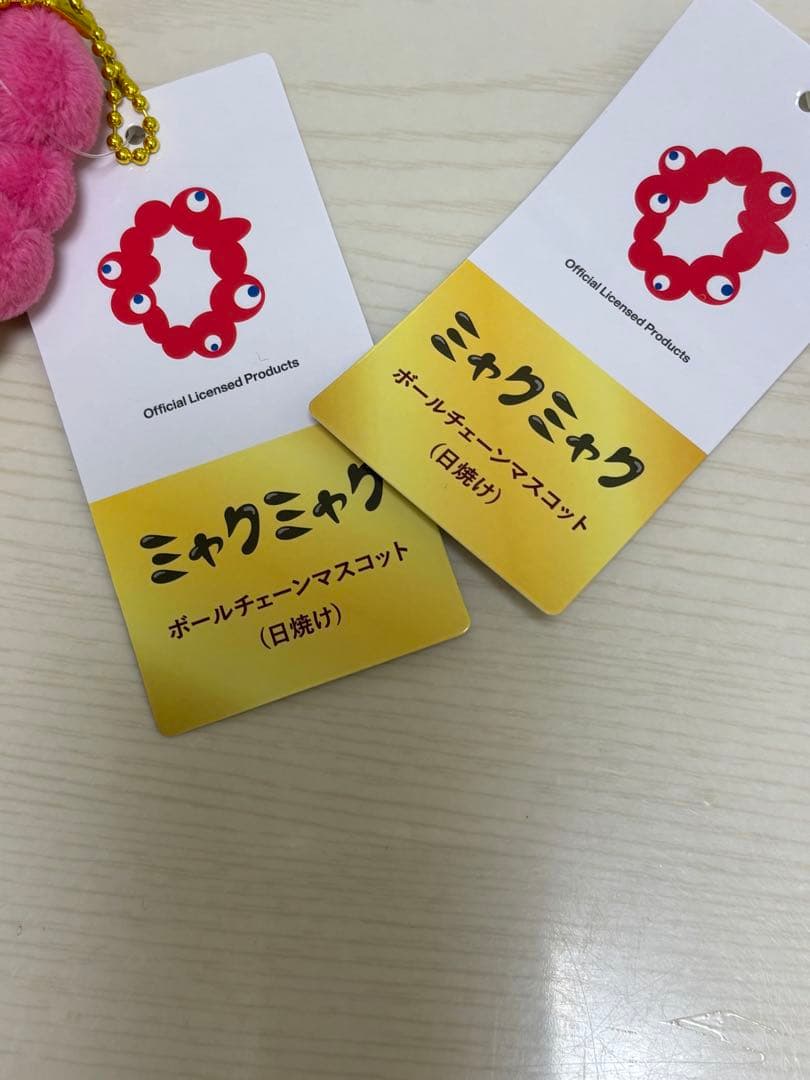 Official Licensed Products
ミャクミャク
ボールチェーンマスコット
(日焼け)
Official Licensed Products
ミャクミャク
ボールチェーンマスコット
(日焼け)